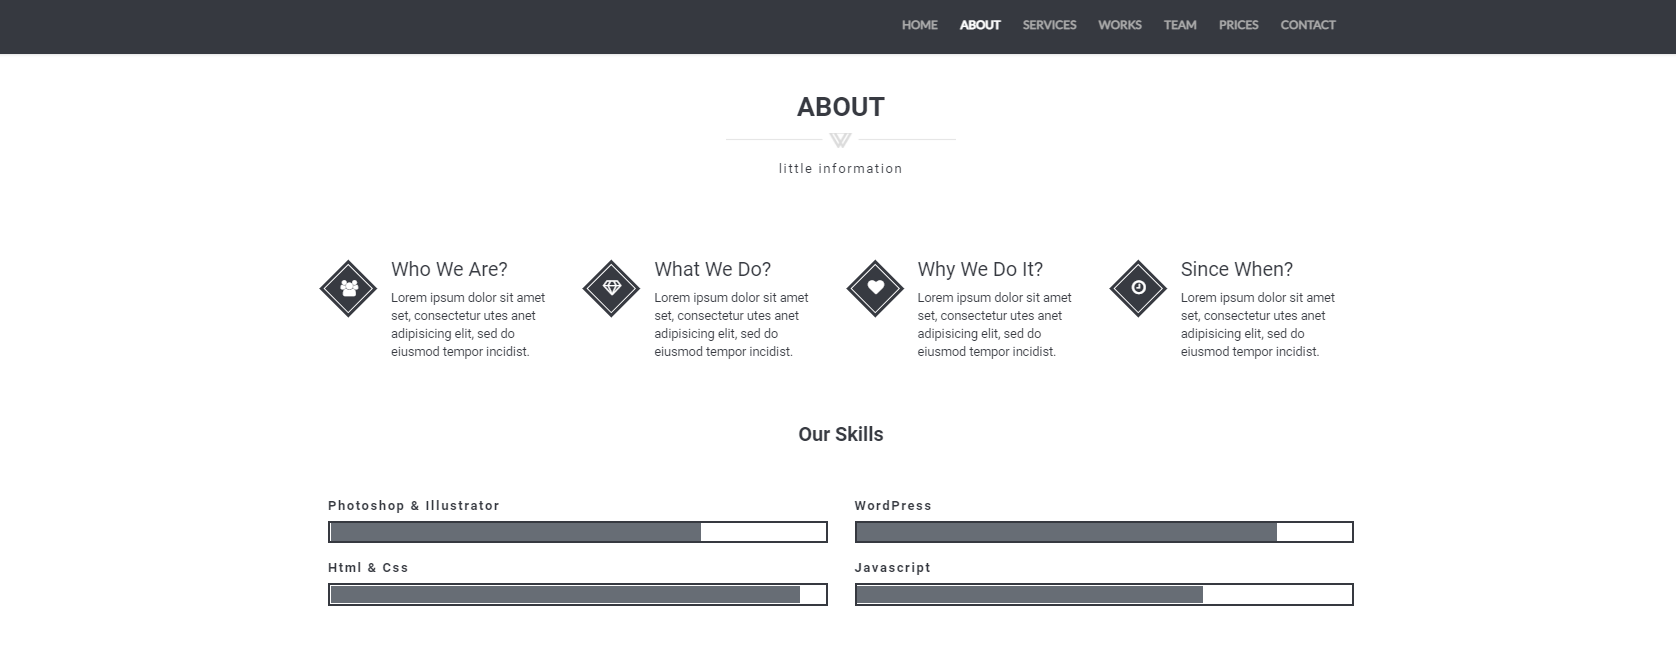 HOME ABOUT SERVICES WORKS TEAM PRICES CONTACT
ABOUT
little information
Who We Are?
Lorem ipsum dolor sit amet
set, consectetur utes anet
adipisicing elit, sed do
eiusmod tempor incidist.
What We Do?
Lorem ipsum dolor sit amet
set, consectetur utes anet
adipisicing elit, sed do
eiusmod tempor incidist.
Why We Do It?
Lorem ipsum dolor sit amet
set, consectetur utes anet
adipisicing elit, sed do
eiusmod tempor incidist.
Since When?
Lorem ipsum dolor sit amet
set, consectetur utes anet
adipisicing elit, sed do
eiusmod tempor incidist.
Our Skills
Photoshop & Illustrator
WordPress
Html & Css
Javascript